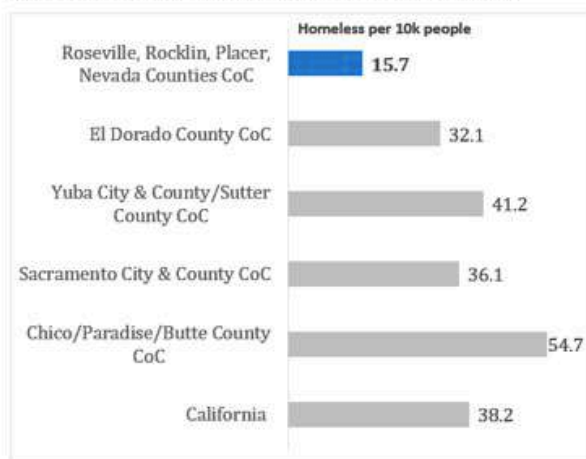 Homeless per 10k people
Roseville, Rocklin, Placer,
Nevada Counties CoC
15.7
El Dorado County CoC
32.1
Yuba City & County/Sutter
County CoC
41.2
Sacramento City & County CoC
36.1
Chico/Paradise/Butte County
CoC
54.7
California
38.2